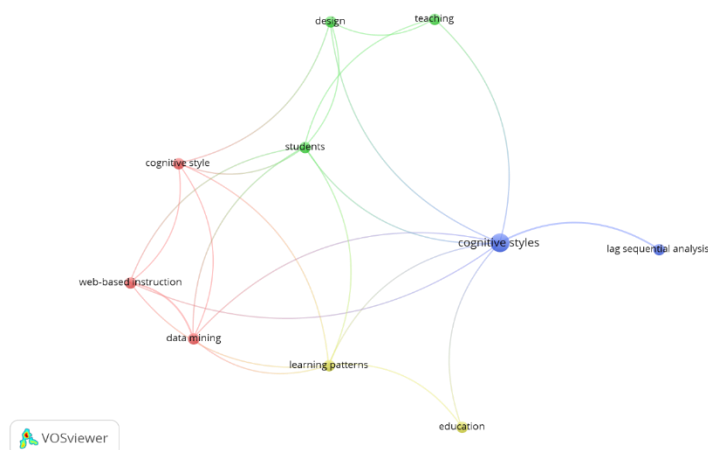 design
teaching
students
cognitive style
cognitive styles
lag sequential analysis
web-based instruction
data mining
learning patterns
education
VOSviewer